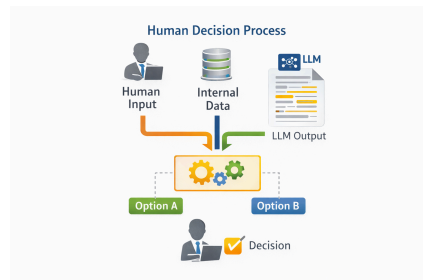 Human Decision Process
LLM
Human
Input
Internal
Data
LLM Output
Option A
Option B
Decision